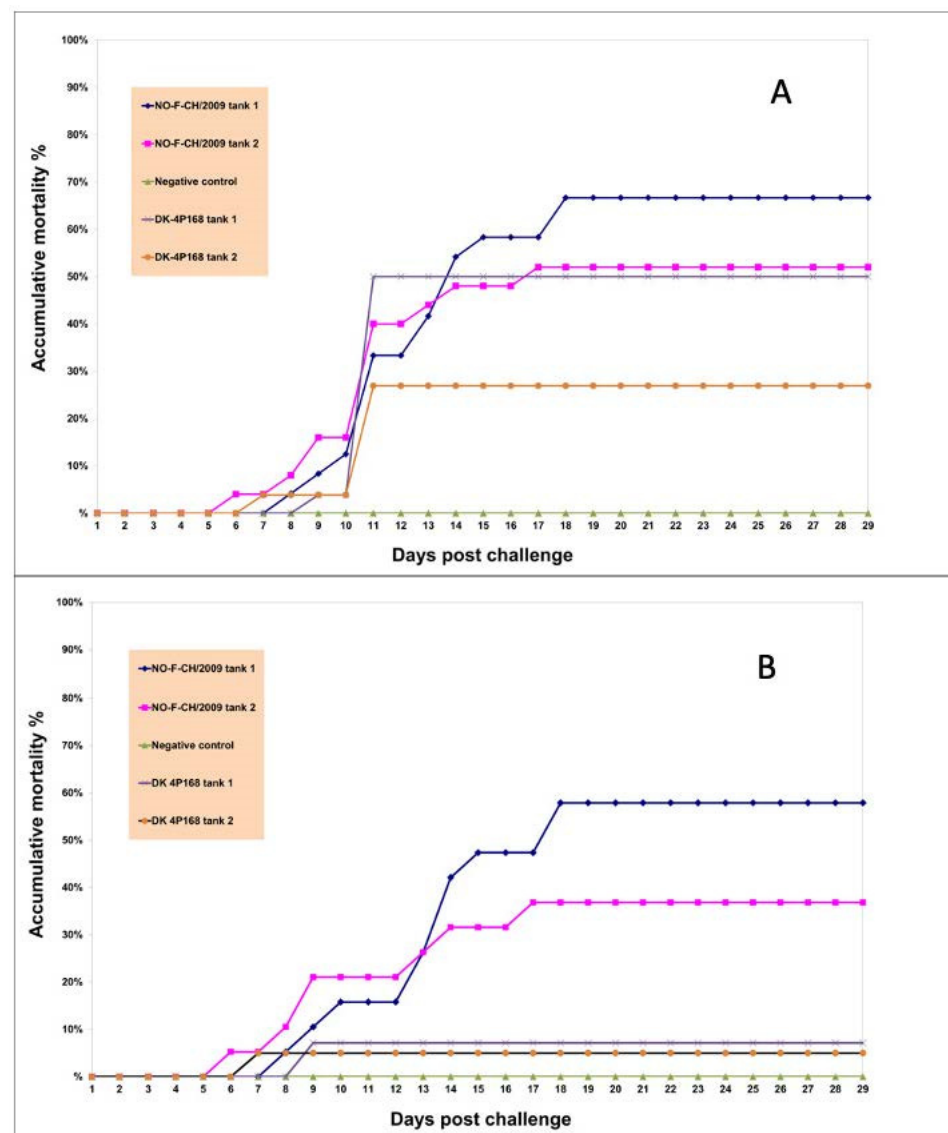 A
100%
90%
80%
70%
60%
50%
40%
30%
20%
10%
%
Accumulative mortality %
NO-F-CH/2009 tank 1
NO-F-CH/2009 tank 2
Negative control
DK-4P168 tank 1
DK-4P168 tank 2
1 2 3 4 5 6 7 8 9 10 11 12 13 14 15 16 17 18 19 20 21 22 23 24 25 26 27 28 29
Days post challenge
B
100%
90%
80%
70%
60%
50%
40%
30%
20%
10%
%
Accumulative mortality %
NO-F-CH/2009 tank 1
NO-F-CH/2009 tank 2
Negative control
DK 4P168 tank 1
DK 4P168 tank 2
1 2 3 4 5 6 7 8 9 10 11 12 13 14 15 16 17 18 19 20 21 22 23 24 25 26 27 28 29
Days post challenge